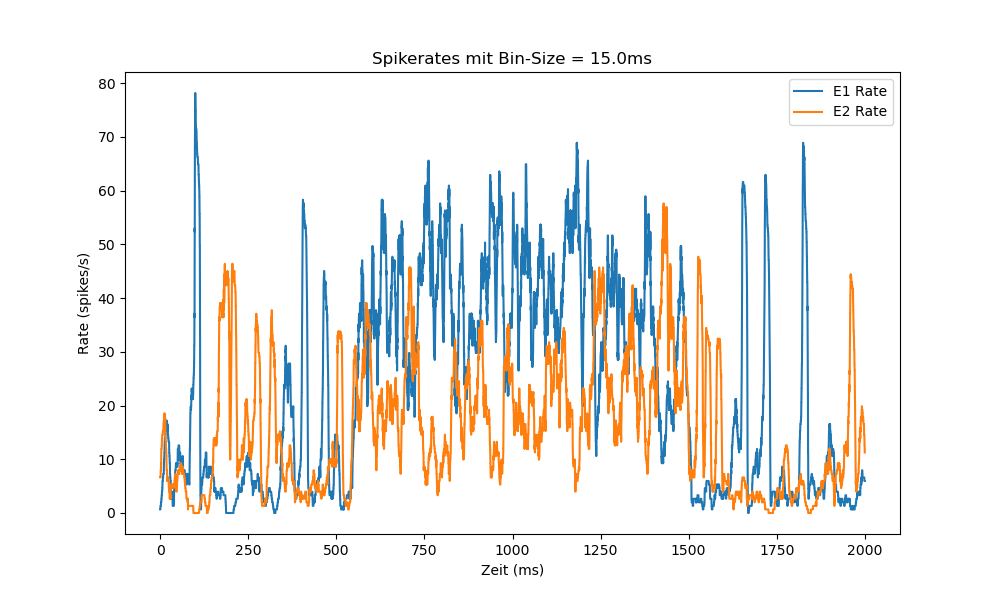 Spikerates mit Bin-Size = 15.0ms
E1 Rate
E2 Rate
Rate (spikes/s)
80
70
60
50
40
30
20
10
0
0 250 500 750 1000 1250 1500 1750 2000
Zeit (ms)